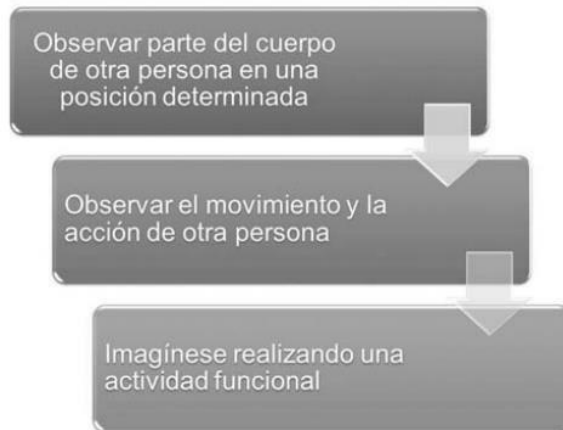 Observar parte del cuerpo
de otra persona en una
posición determinada
Observar el movimiento y la
acción de otra persona
Imagínese realizando una
actividad funcional